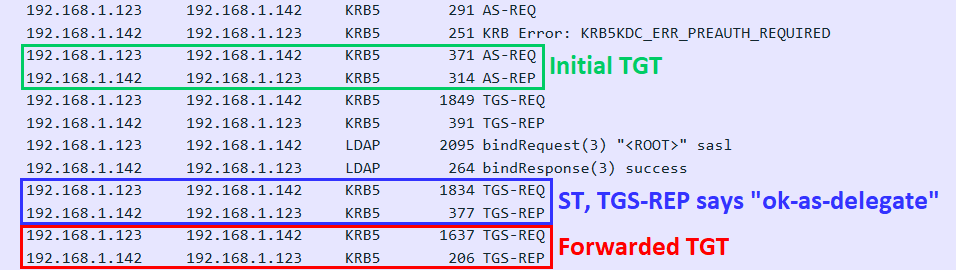 192.168.1.123 192.168.1.142 KRB5 291 AS-REQ
192.168.1.142 192.168.1.123 KRB5 251 KRB Error: KRB5KDC_ERR_PREAUTH_REQUIRED
192.168.1.123 192.168.1.142 KRB5 371 AS-REQ
192.168.1.142 192.168.1.123 KRB5 314 AS-REP
Initial TGT
192.168.1.123 192.168.1.142 KRB5 1849 TGS-REQ
192.168.1.142 192.168.1.123 KRB5 391 TGS-REP
192.168.1.123 192.168.1.142 LDAP 2095 bindRequest(3) "<ROOT>" sasl
192.168.1.142 192.168.1.123 LDAP 264 bindResponse(3) success
192.168.1.123 192.168.1.142 KRB5 1834 TGS-REQ
192.168.1.142 192.168.1.123 KRB5 377 TGS-REP
ST, TGS-REP says "ok-as-delegate"
192.168.1.123 192.168.1.142 KRB5 1637 TGS-REQ
192.168.1.142 192.168.1.123 KRB5 206 TGS-REP
Forwarded TGT